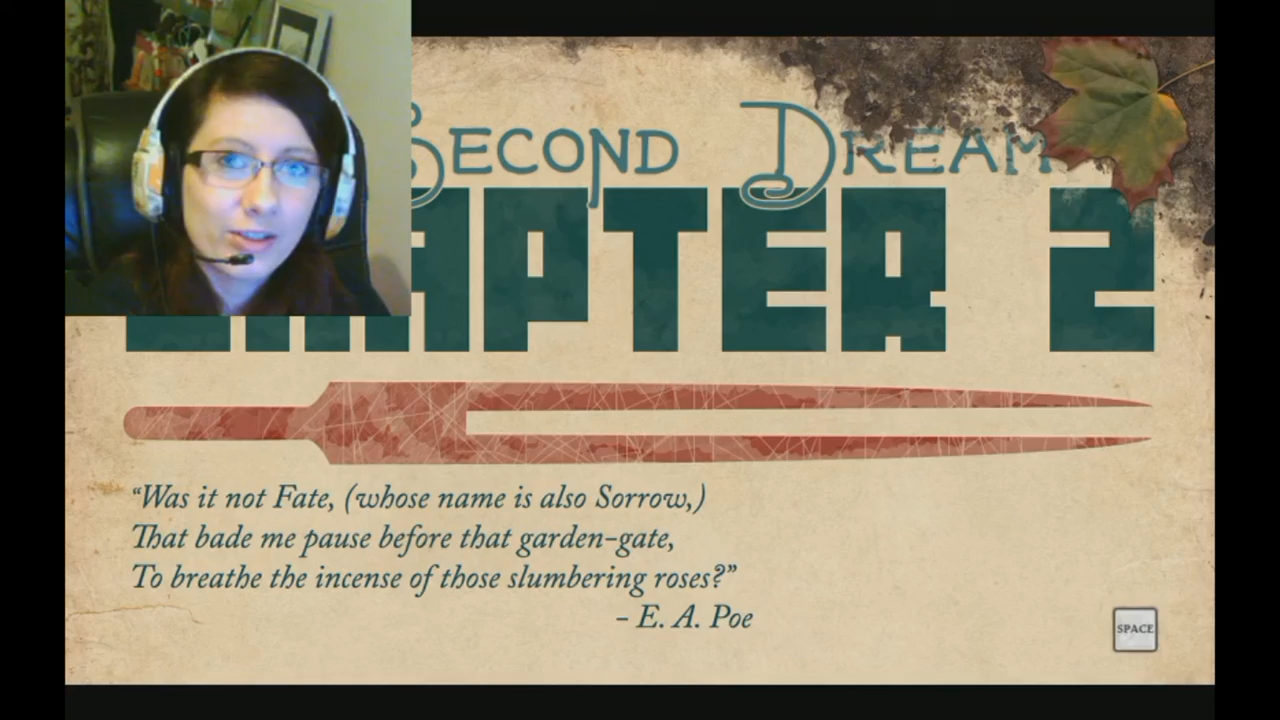 Second Dream
CHAPTER 2
“Was it not Fate, (whose name is also Sorrow,)
That bade me pause before that garden-gate,
To breathe the incense of those slumbering roses?”
- E. A. Poe
SPACE